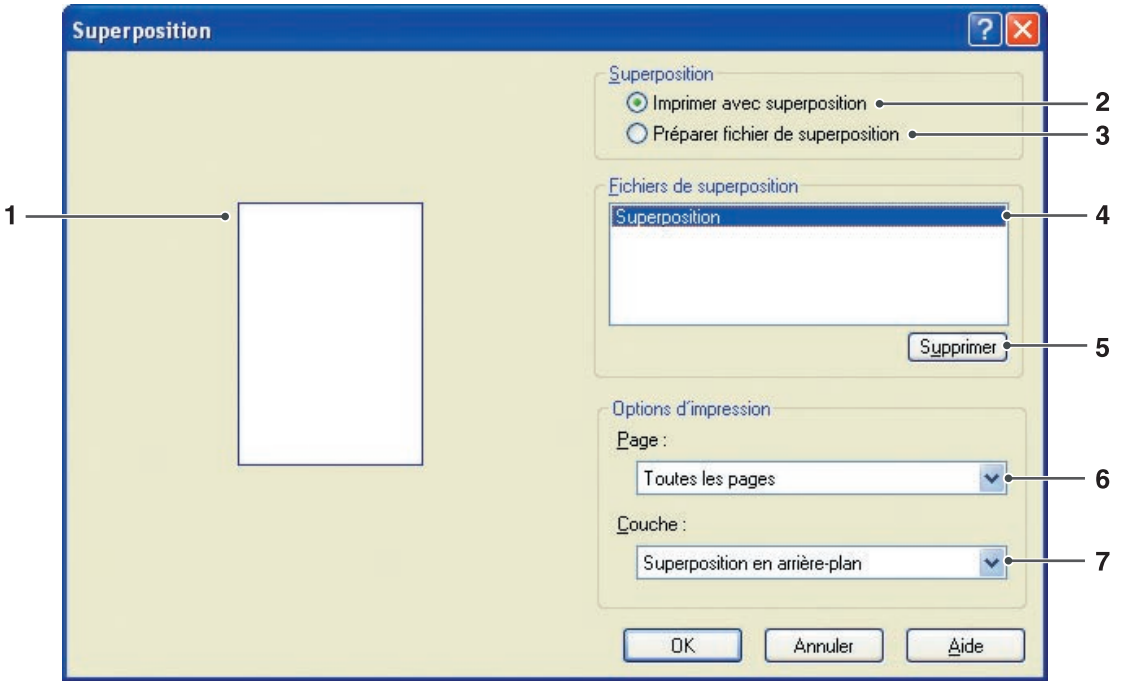 Superposition
Superposition
Imprimer avec superposition
2
Préparer fichier de superposition
3
Fichiers de superposition
1
Superposition
4
Supprimer
5
Options d'impression
Page :
Toutes les pages
6
Couche :
Superposition en arrière-plan
7
OK
Annuler
Aide